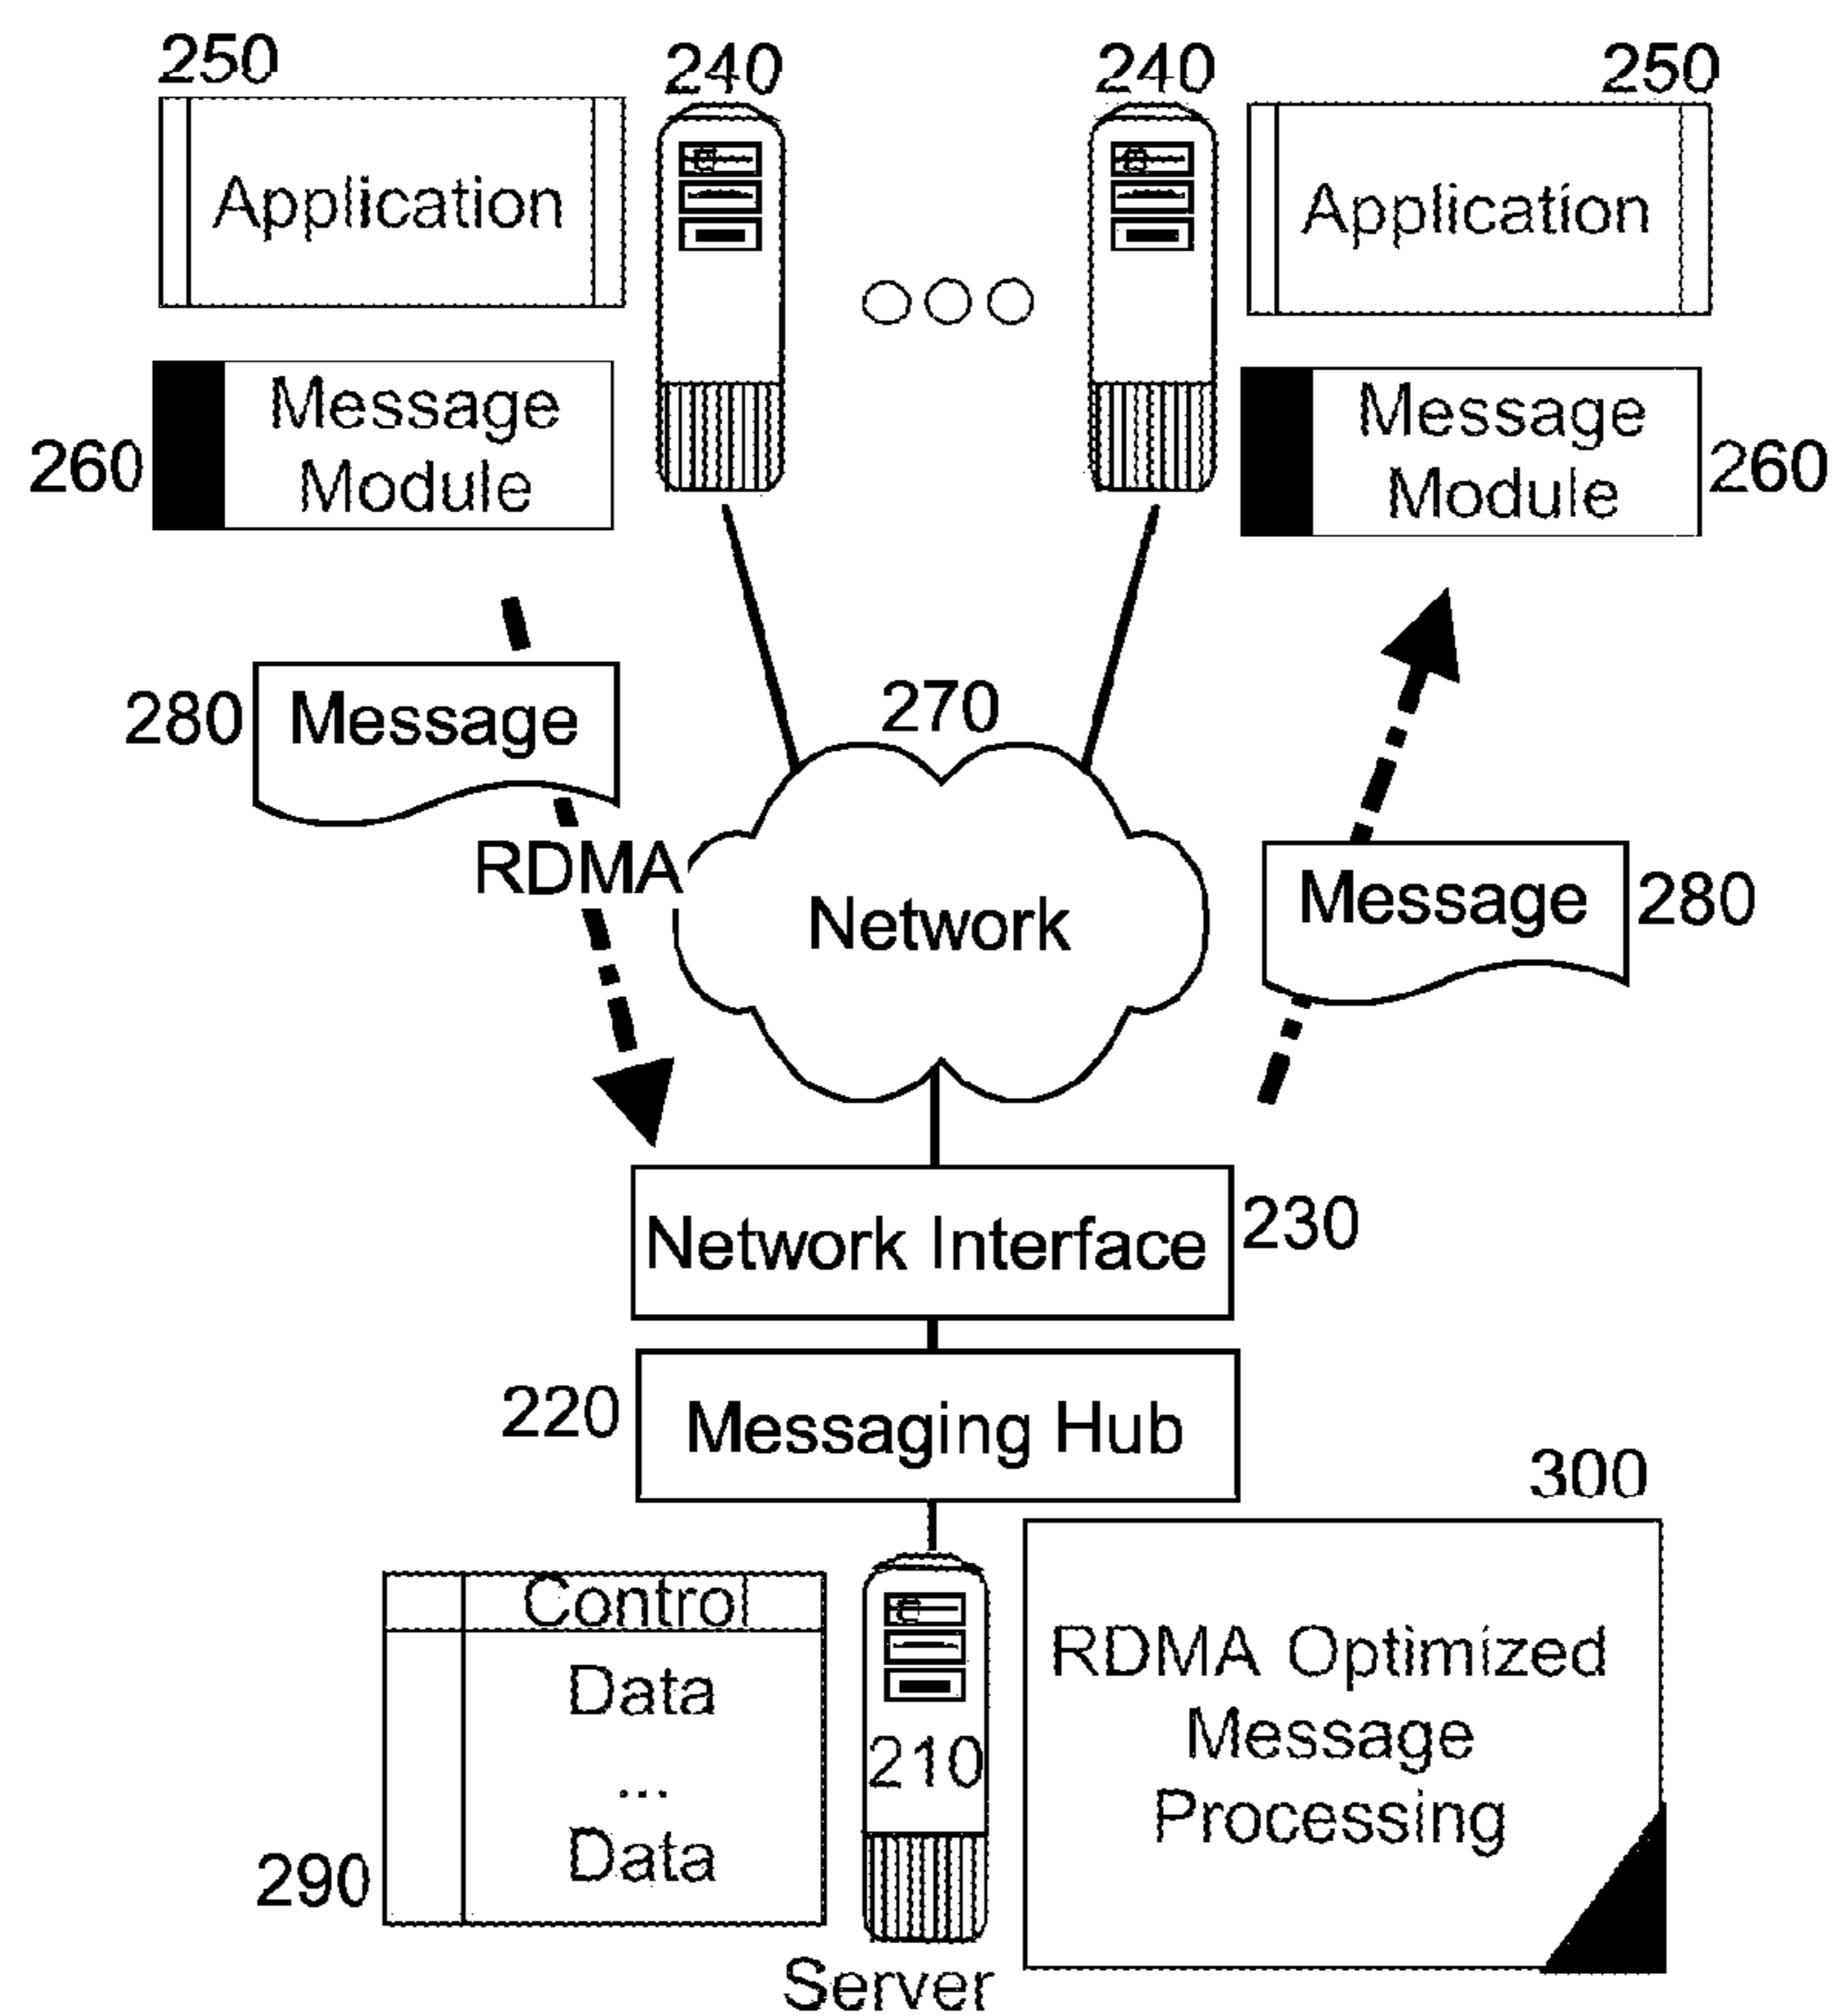 250
240
240
250
Application
Application
260
Message
Module
Message
Module
260
280
Message
270
RDMA
Network
Message
280
Network Interface
230
220
Messaging Hub
300
Control
Data
...
Data
290
210
RDMA Optimized
Message
Processing
Server